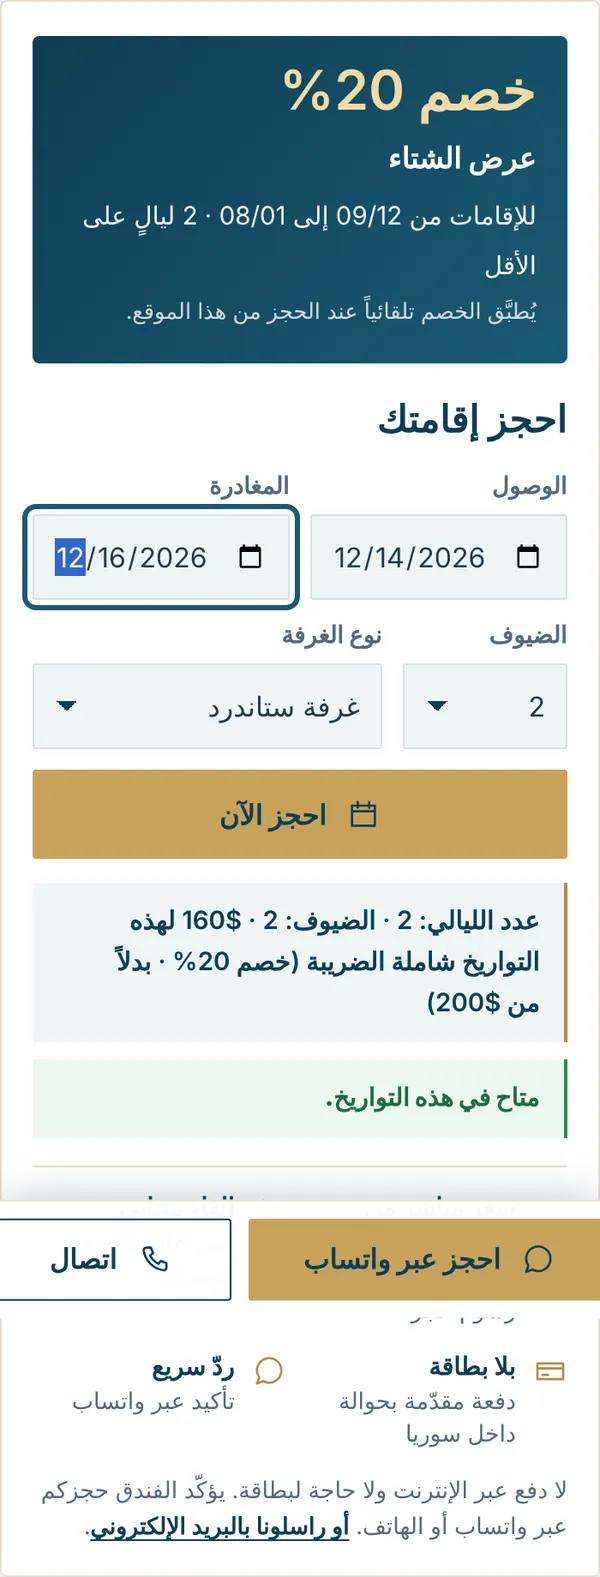 خصم 20%
عرض الشتاء
للإقامات من 09/12 إلى 08/01 · 2 ليالٍ على
الأقل
يُطبَّق الخصم تلقائياً عند الحجز من هذا الموقع.
احجز إقامتك
الوصول
المغادرة
12/14/2026
12/16/2026
الضيوف
نوع الغرفة
2
غرفة ستاندرد
احجز الآن
عدد الليالي: 2 · الضيوف: 2 · $160 لهذه
التواريخ شاملة الضريبة (خصم 20% · بدلاً
من $200)
متاح في هذه التواريخ.
احجز عبر واتساب
اتصال
بلا بطاقة
دفعة مقدّمة بحوالة
داخل سوريا
ردّ سريع
تأكيد عبر واتساب
لا دفع عبر الإنترنت ولا حاجة لبطاقة. يؤكّد الفندق حجزكم
عبر واتساب أو الهاتف. أو راسلونا بالبريد الإلكتروني.